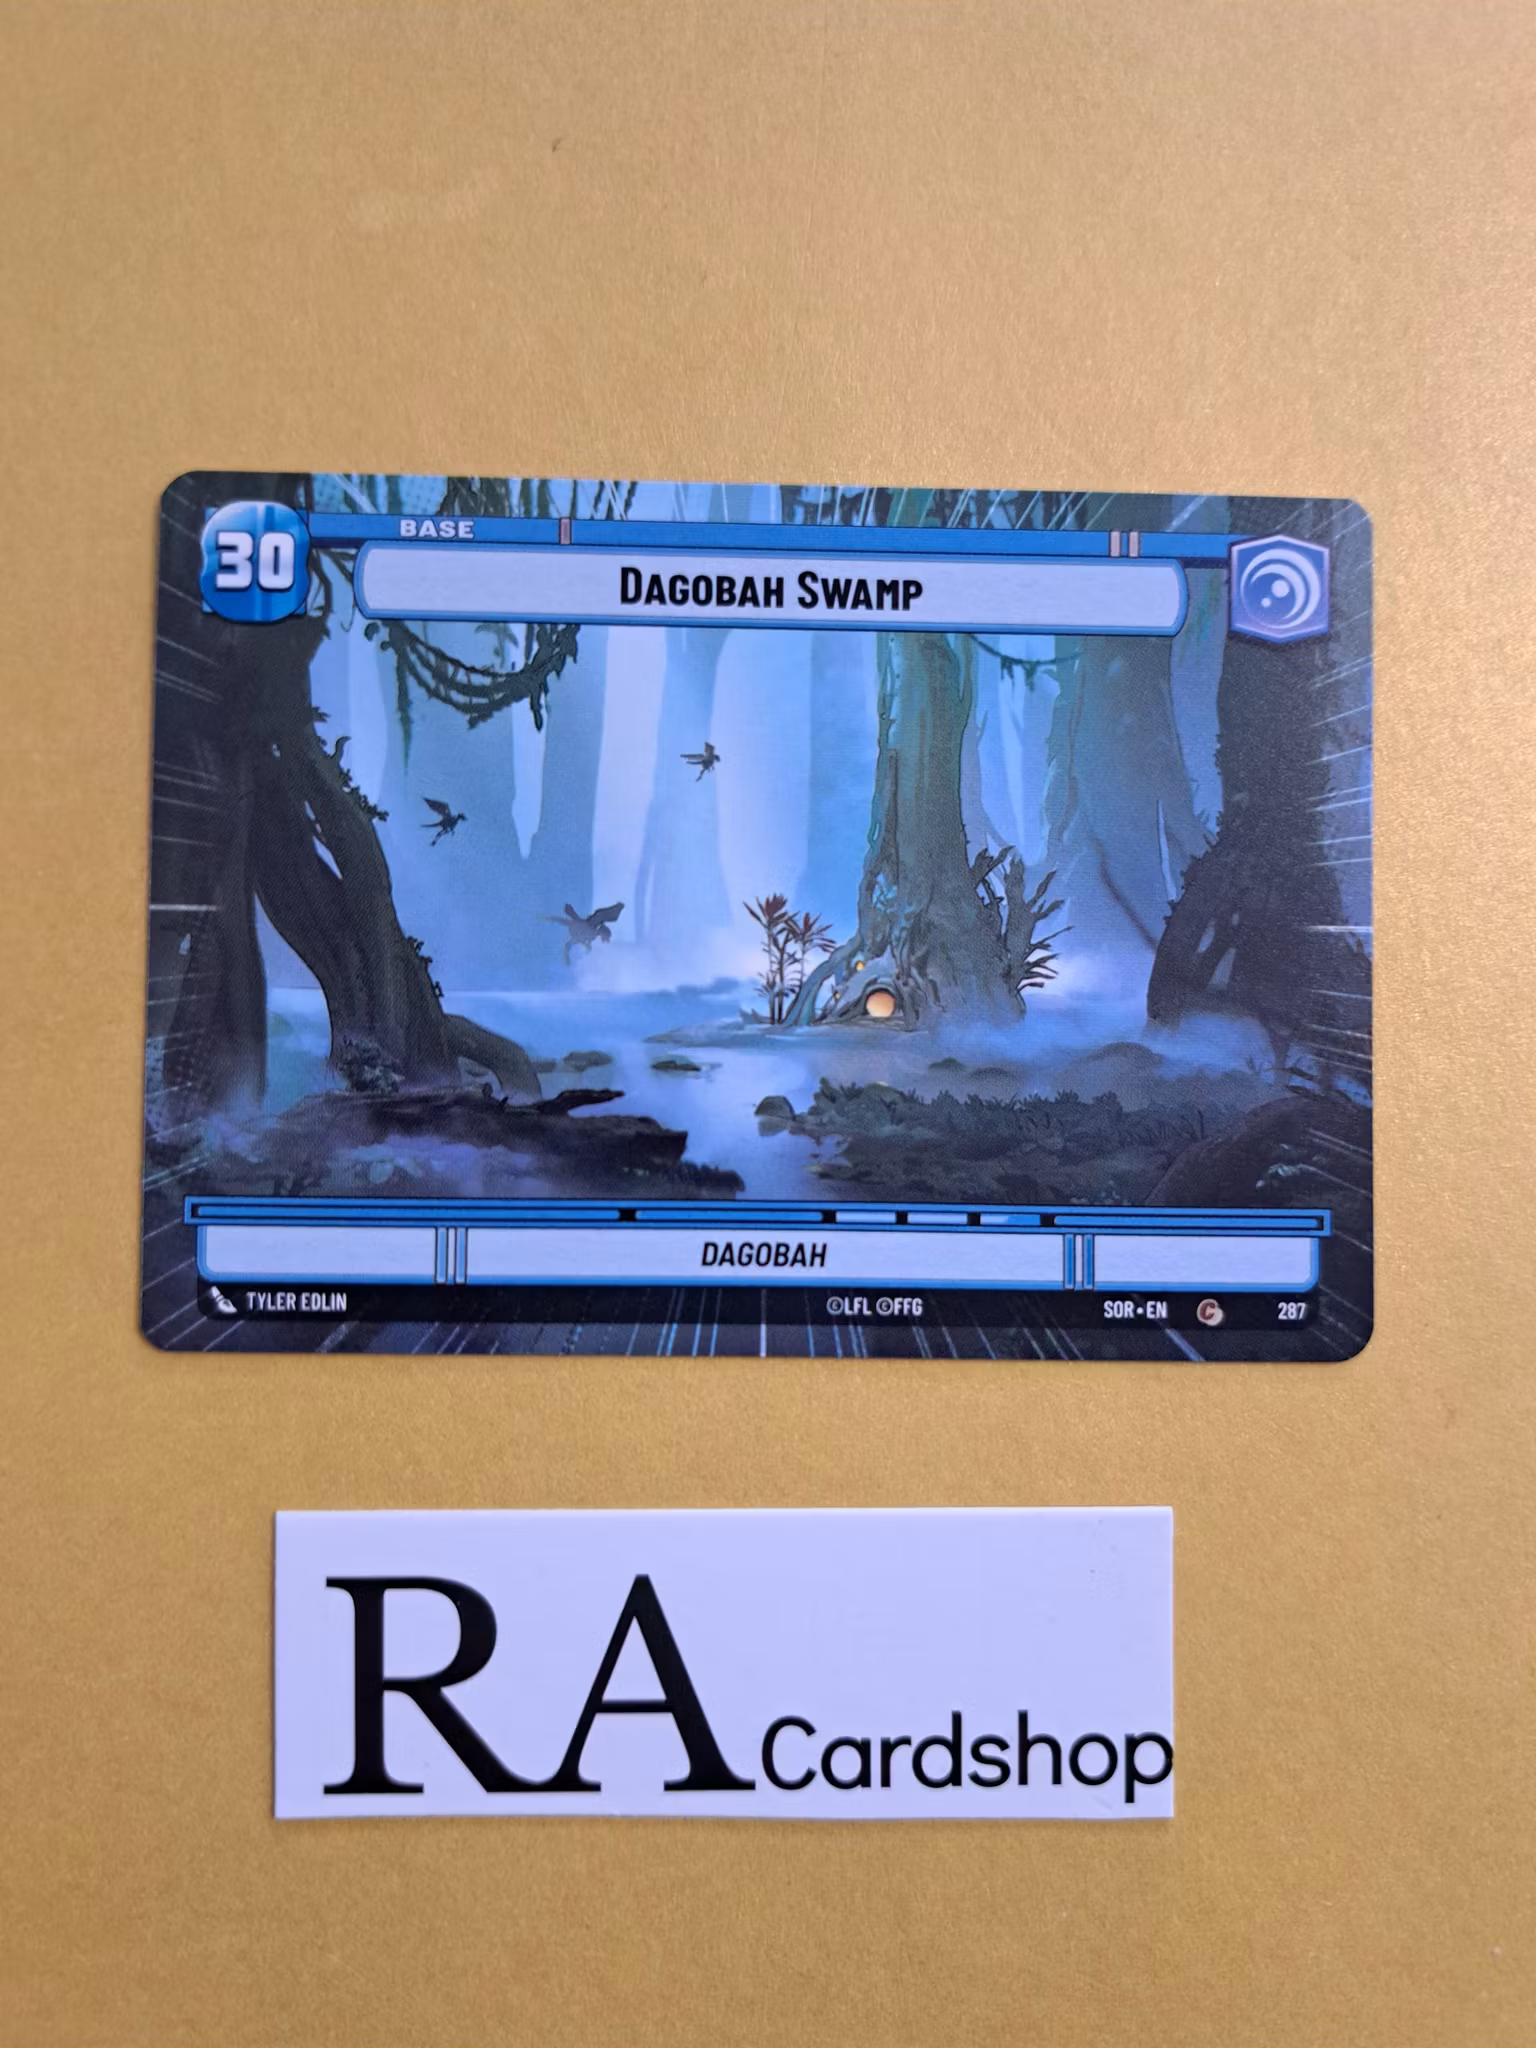 30
BASE
DAGOBAH SWAMP
DAGOBAH
TYLER EDLIN
©LFL ©FFG
SOR•EN
C
287
RA Cardshop